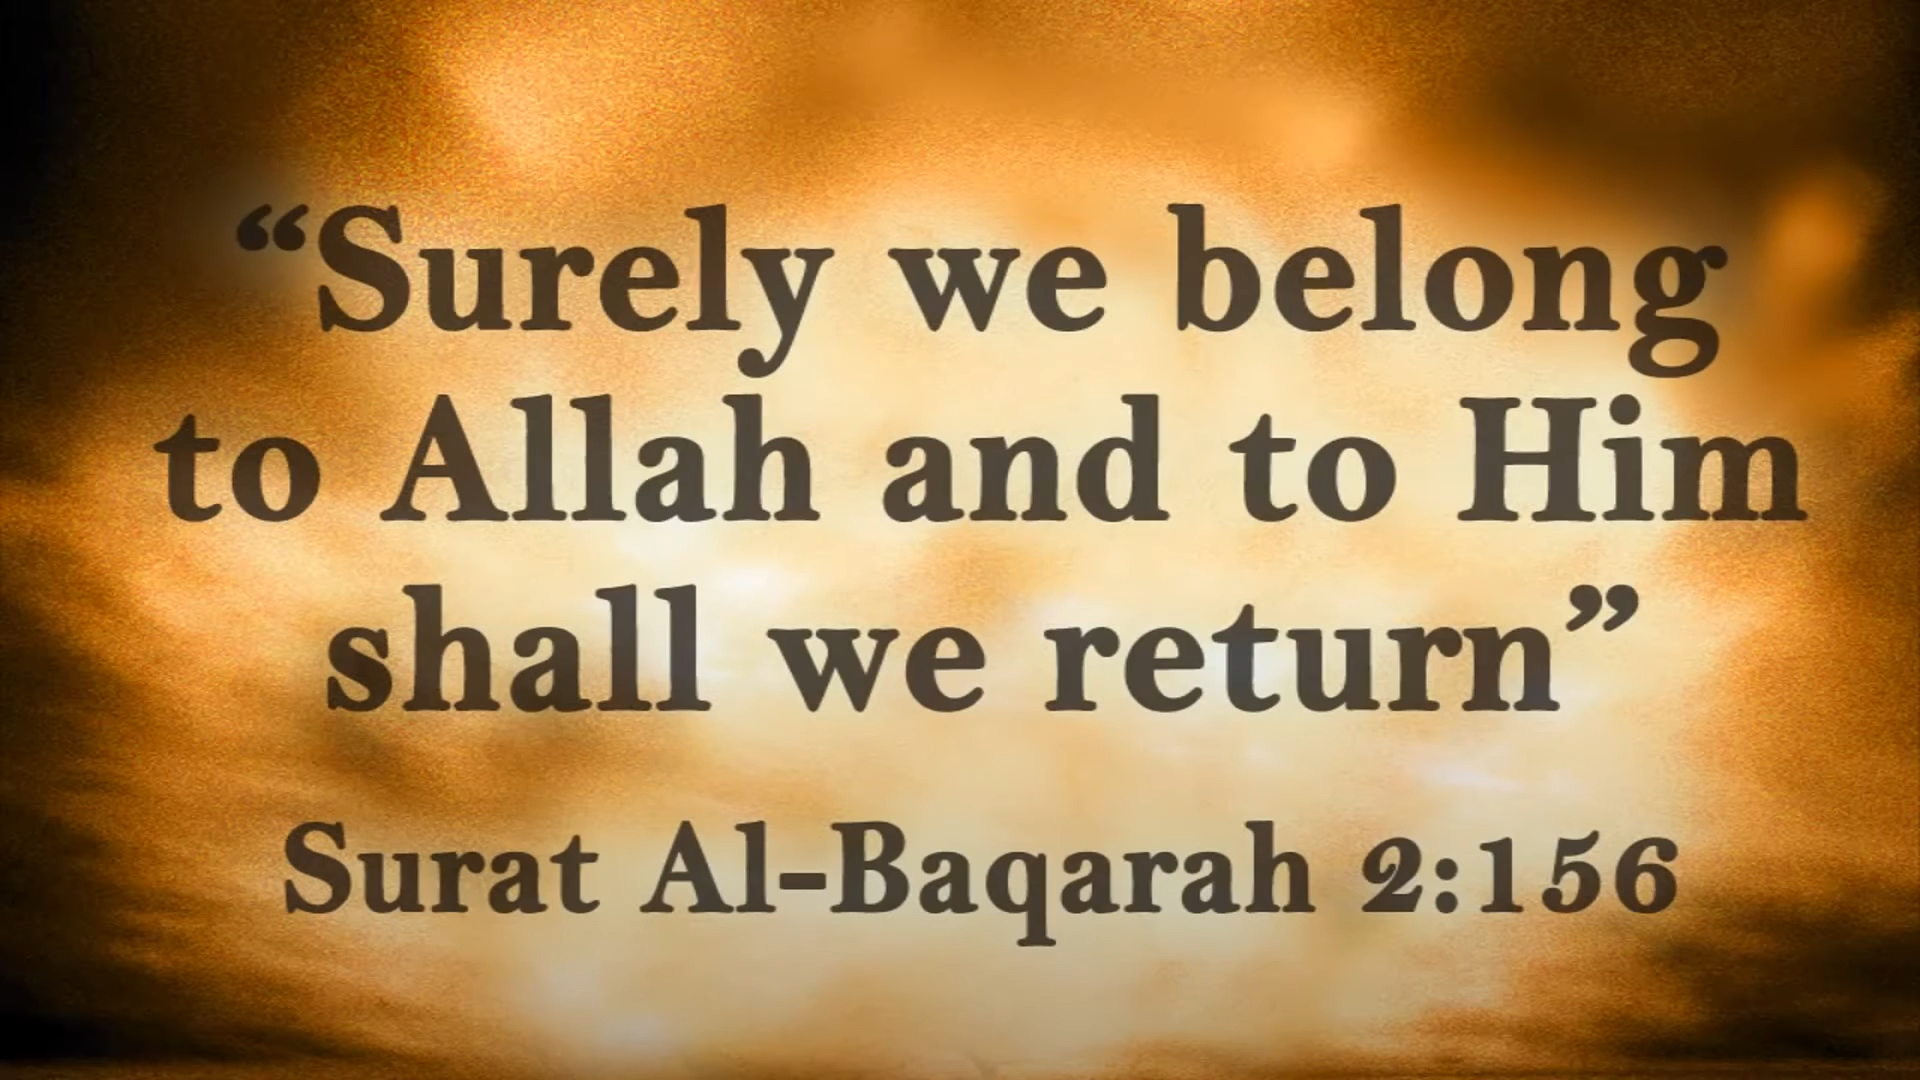 “Surely we belong
to Allah and to Him
shall we return”
Surat Al-Baqarah 2:156